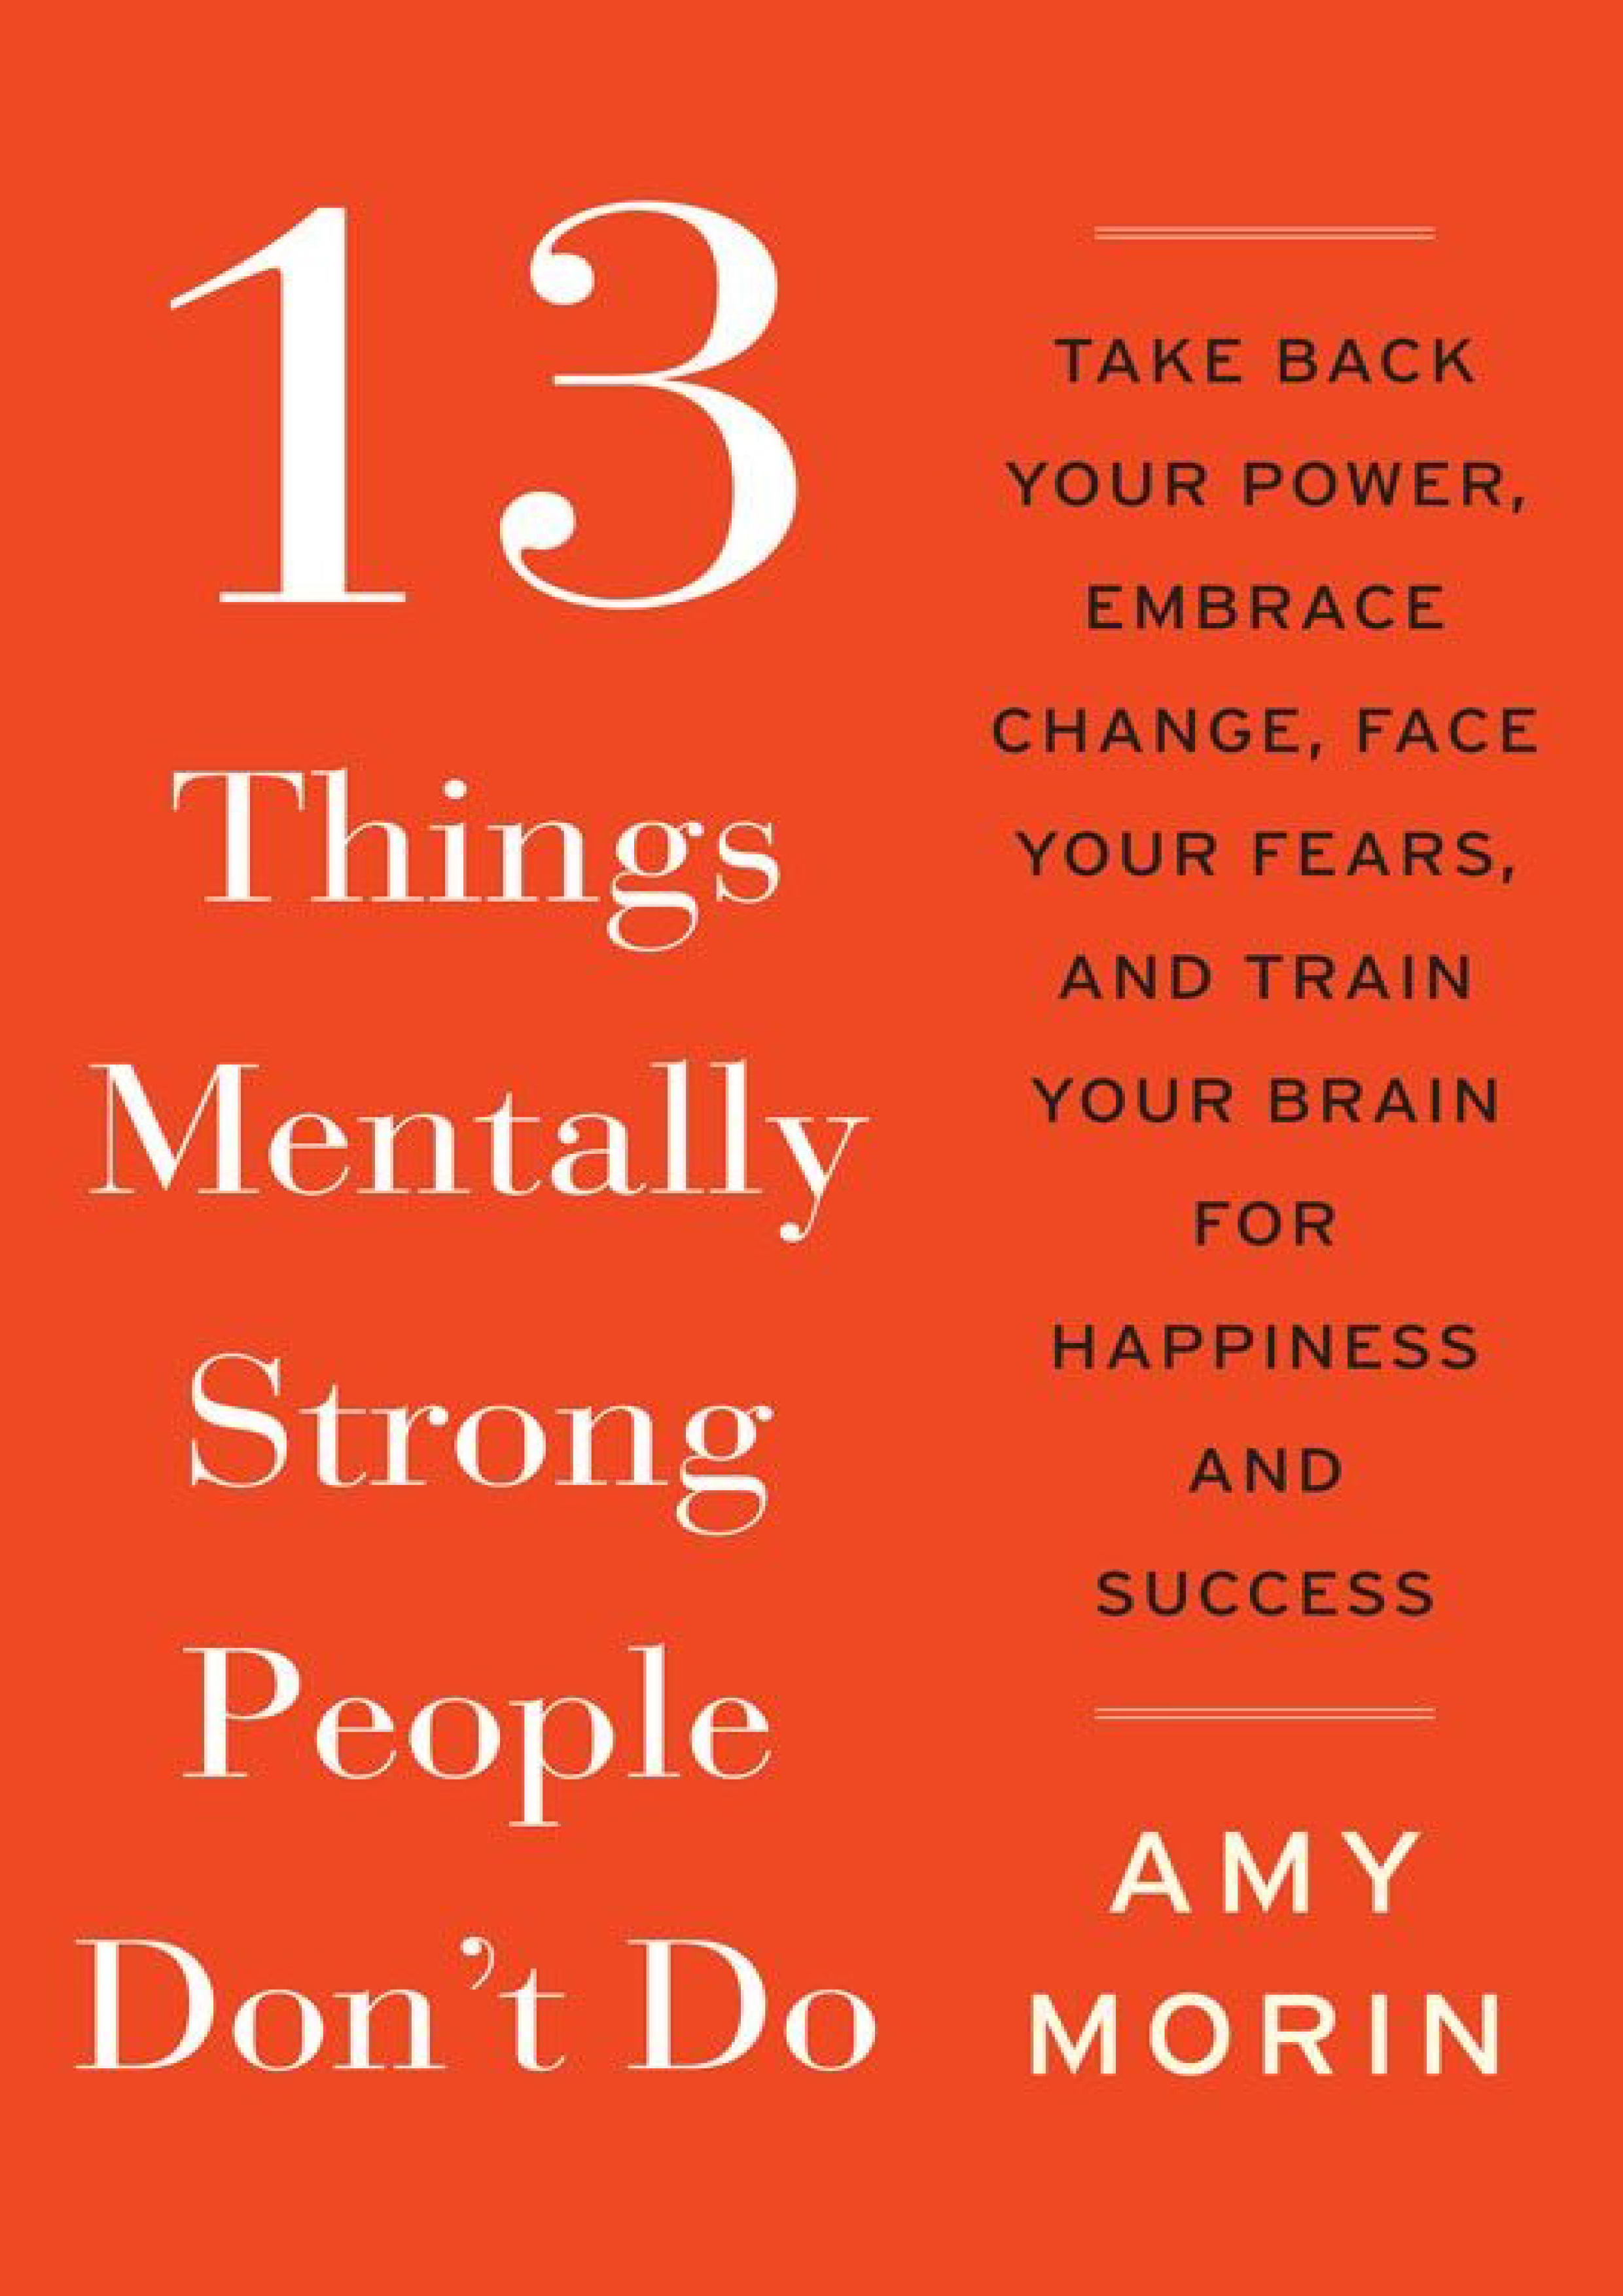 13
Things
Mentally
Strong
People
Don’t Do
TAKE BACK
YOUR POWER,
EMBRACE
CHANGE, FACE
YOUR FEARS,
AND TRAIN
YOUR BRAIN
FOR
HAPPINESS
AND
SUCCESS
AMY
MORIN